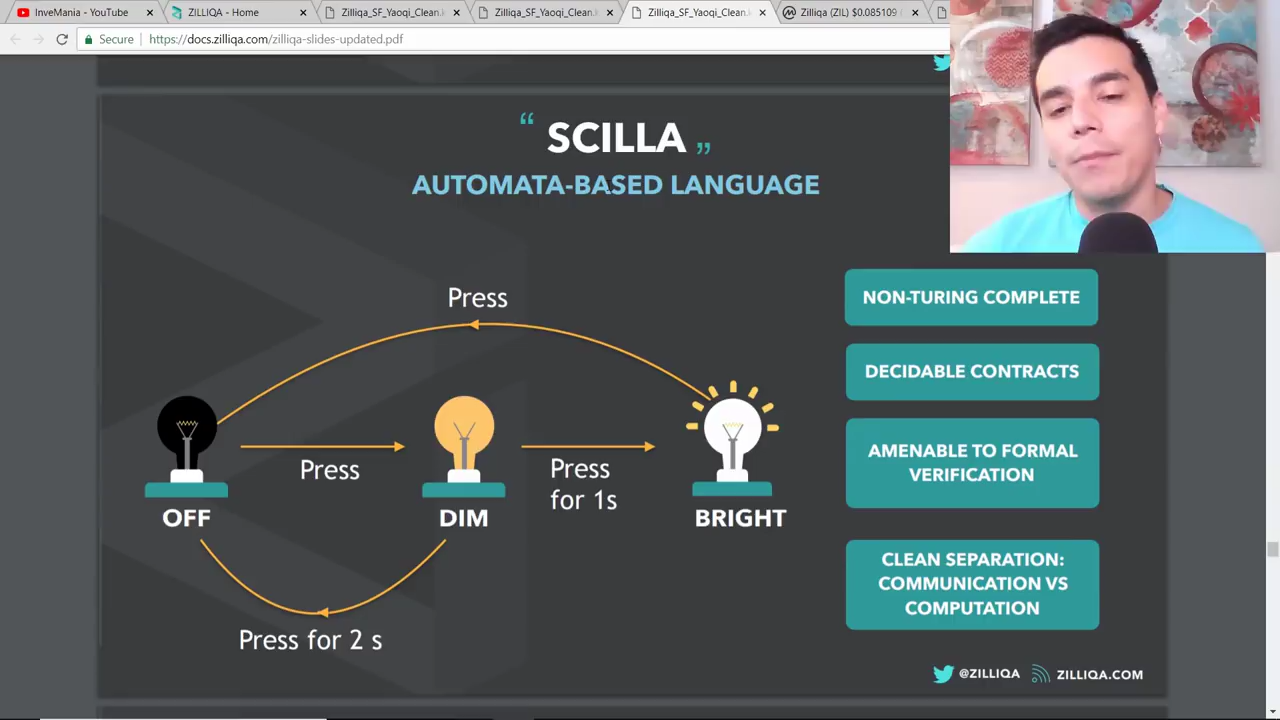 InveMania - YouTube
ZILLIQA - Home
Zilliqa_SF_Yaoqi_Clean.k
Zilliqa_SF_Yaoqi_Clean.k
Zilliqa_SF_Yaoqi_Clean.k
Zilliqa (ZIL) $0.085109 (
Secure
https://docs.zilliqa.com/zilliqa-slides-updated.pdf
“ SCILLA ”
AUTOMATA-BASED LANGUAGE
Press
Press
Press
for 1s
OFF
DIM
BRIGHT
Press for 2 s
NON-TURING COMPLETE
DECIDABLE CONTRACTS
AMENABLE TO FORMAL
VERIFICATION
CLEAN SEPARATION:
COMMUNICATION VS
COMPUTATION
@ZILLIQA
ZILLIQA.COM